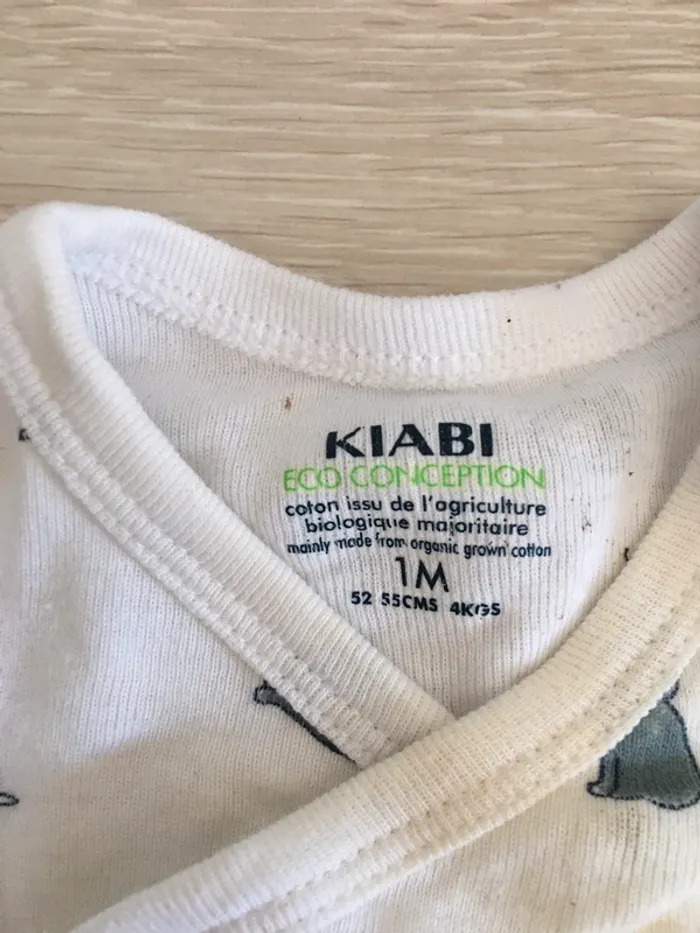 KIABI
ECO CONCEPTION
coton issu de l'agriculture
biologique majoritaire
mainly made from organic grown cotton
1M
52 55CMS 4KGS